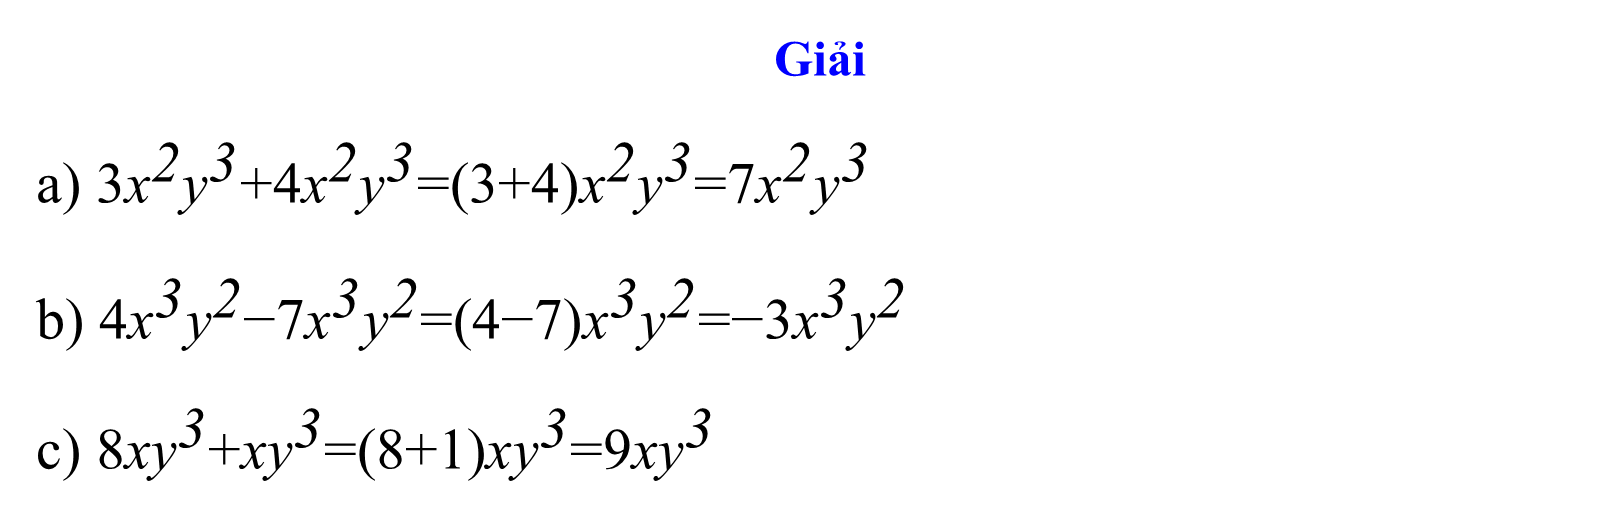 Giải
a) 3x²y³+4x²y³=(3+4)x²y³=7x²y³
b) 4x³y²−7x³y²=(4−7)x³y²=−3x³y²
c) 8xy³+xy³=(8+1)xy³=9xy³